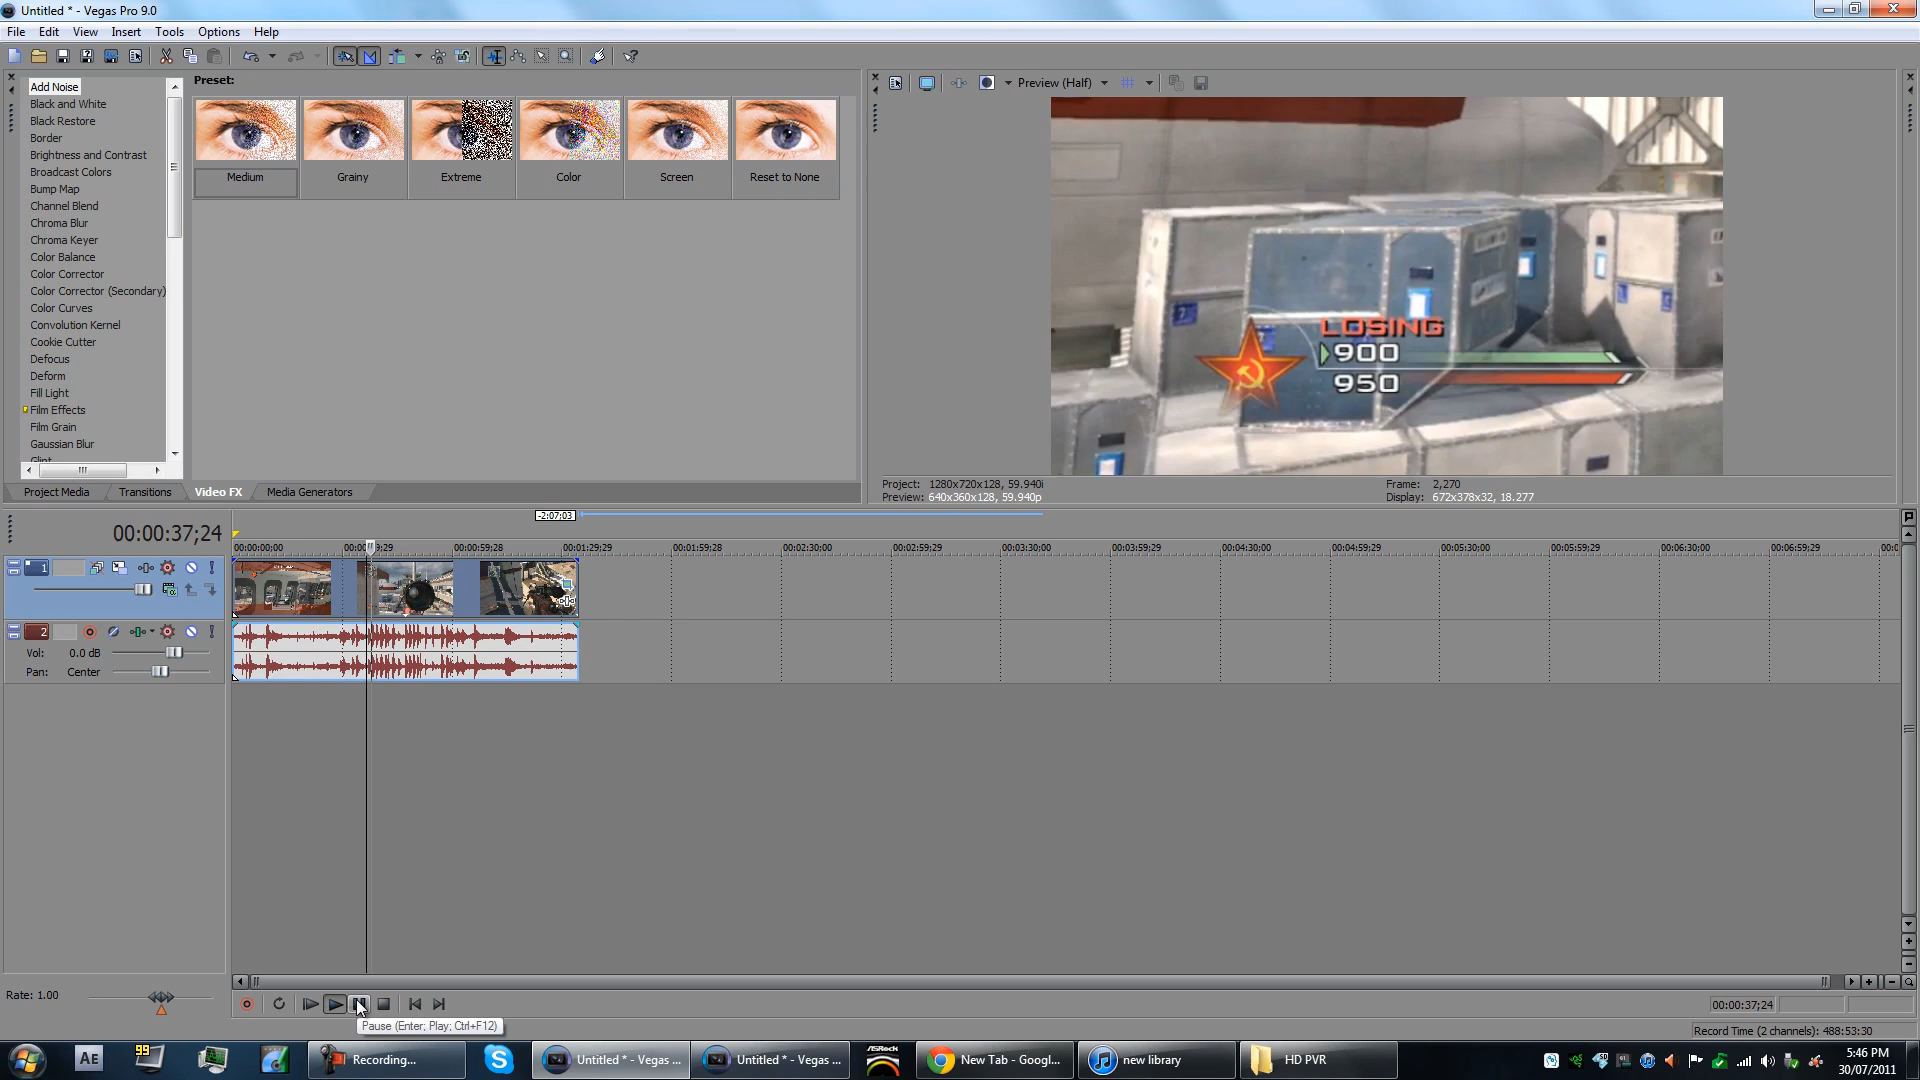 Untitled * - Vegas Pro 9.0
File Edit View Insert Tools Options Help
Add Noise
Black and White
Black Restore
Border
Brightness and Contrast
Broadcast Colors
Bump Map
Channel Blend
Chroma Blur
Chroma Keyer
Color Balance
Color Corrector
Color Corrector (Secondary)
Color Curves
Convolution Kernel
Cookie Cutter
Defocus
Deform
Fill Light
Film Effects
Film Grain
Gaussian Blur
Glint
Preset:
Medium Grainy Extreme Color Screen Reset to None
Project Media Transitions Video FX Media Generators
Preview (Half)
LOSING
900
950
Project: 1280x720x128, 59.940i
Preview: 640x360x128, 59.940p
Frame: 2,270
Display: 672x378x32, 18.277
00:00:37;24
-2:07:03
00:00:00;00 00:00:59;28 00:01:29;29 00:01:59;28 00:02:30;00 00:02:59;29 00:03:30;00 00:03:59;29 00:04:30;00 00:04:59;29 00:05:30;00 00:05:59;29 00:06:30;00 00:06:59;29
1
2
Vol: 0.0 dB
Pan: Center
Rate: 1.00
Pause (Enter; Play; Ctrl+F12)
00:00:37;24
Record Time (2 channels): 488:53:30
AE
99
Recording...
Untitled * - Vegas ...
Untitled * - Vegas ...
ASRock
New Tab - Googl...
new library
HD PVR
5:46 PM
30/07/2011